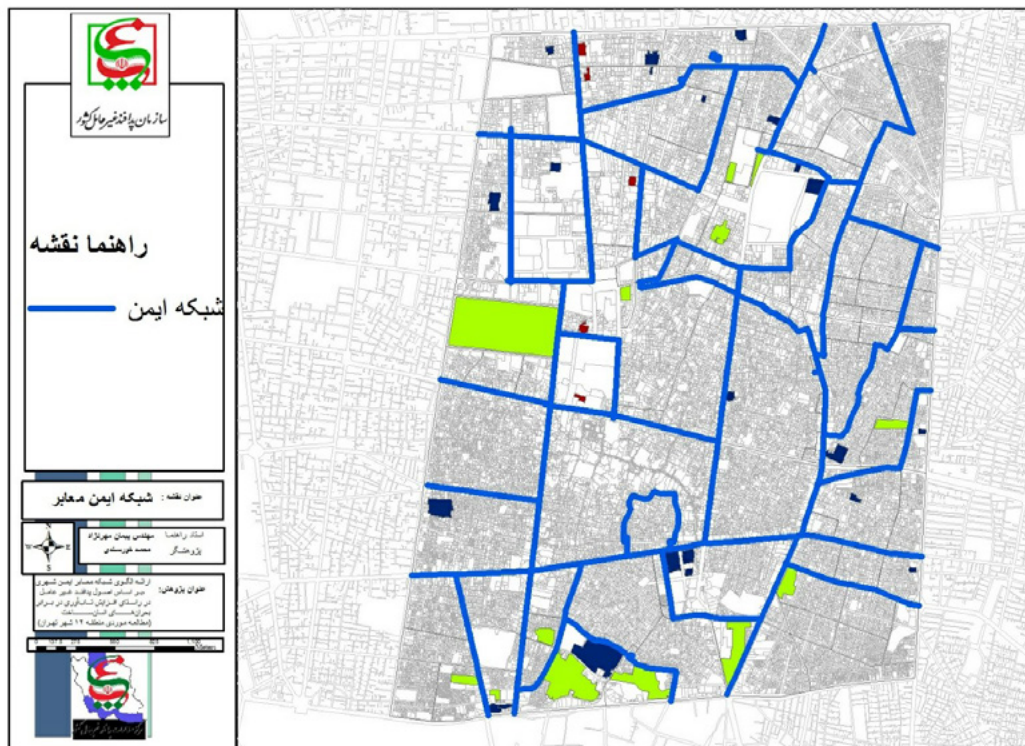 سازمان پدافند غیرعامل کشور
راهنما نقشه
شبکه ایمن
عنوان نقشه : شبکه ایمن معابر
استاد راهنما مهندس پیمان مهرنژاد
پژوهشگر محمد خورسندی
N
W E
S
عنوان پژوهش:
ارائه الگوی شبکه معابر ایمن شهری
بر اساس اصول پدافند غیر عامل
در راستای افزایش تاب‌آوری در برابر
بحران‌های انسان‌ساخت
(مطالعه موردی منطقه ۱۲ شهر تهران)
Meters